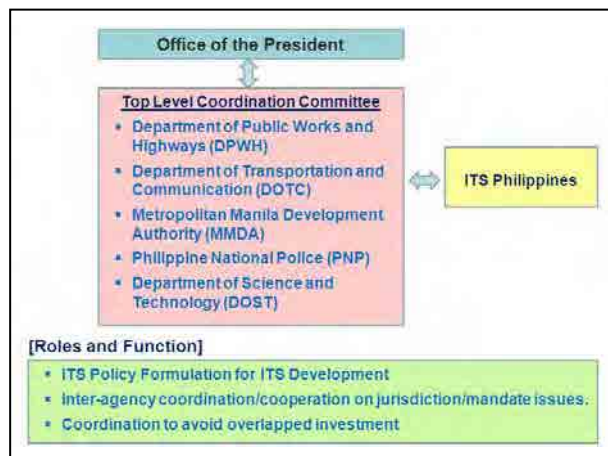 Office of the President
Top Level Coordination Committee
▪ Department of Public Works and
Highways (DPWH)
▪ Department of Transportation and
Communication (DOTC)
▪ Metropolitan Manila Development
Authority (MMDA)
▪ Philippine National Police (PNP)
▪ Department of Science and
Technology (DOST)
ITS Philippines
[Roles and Function]
▪ ITS Policy Formulation for ITS Development
▪ Inter-agency coordination/cooperation on jurisdiction/mandate issues.
▪ Coordination to avoid overlapped investment